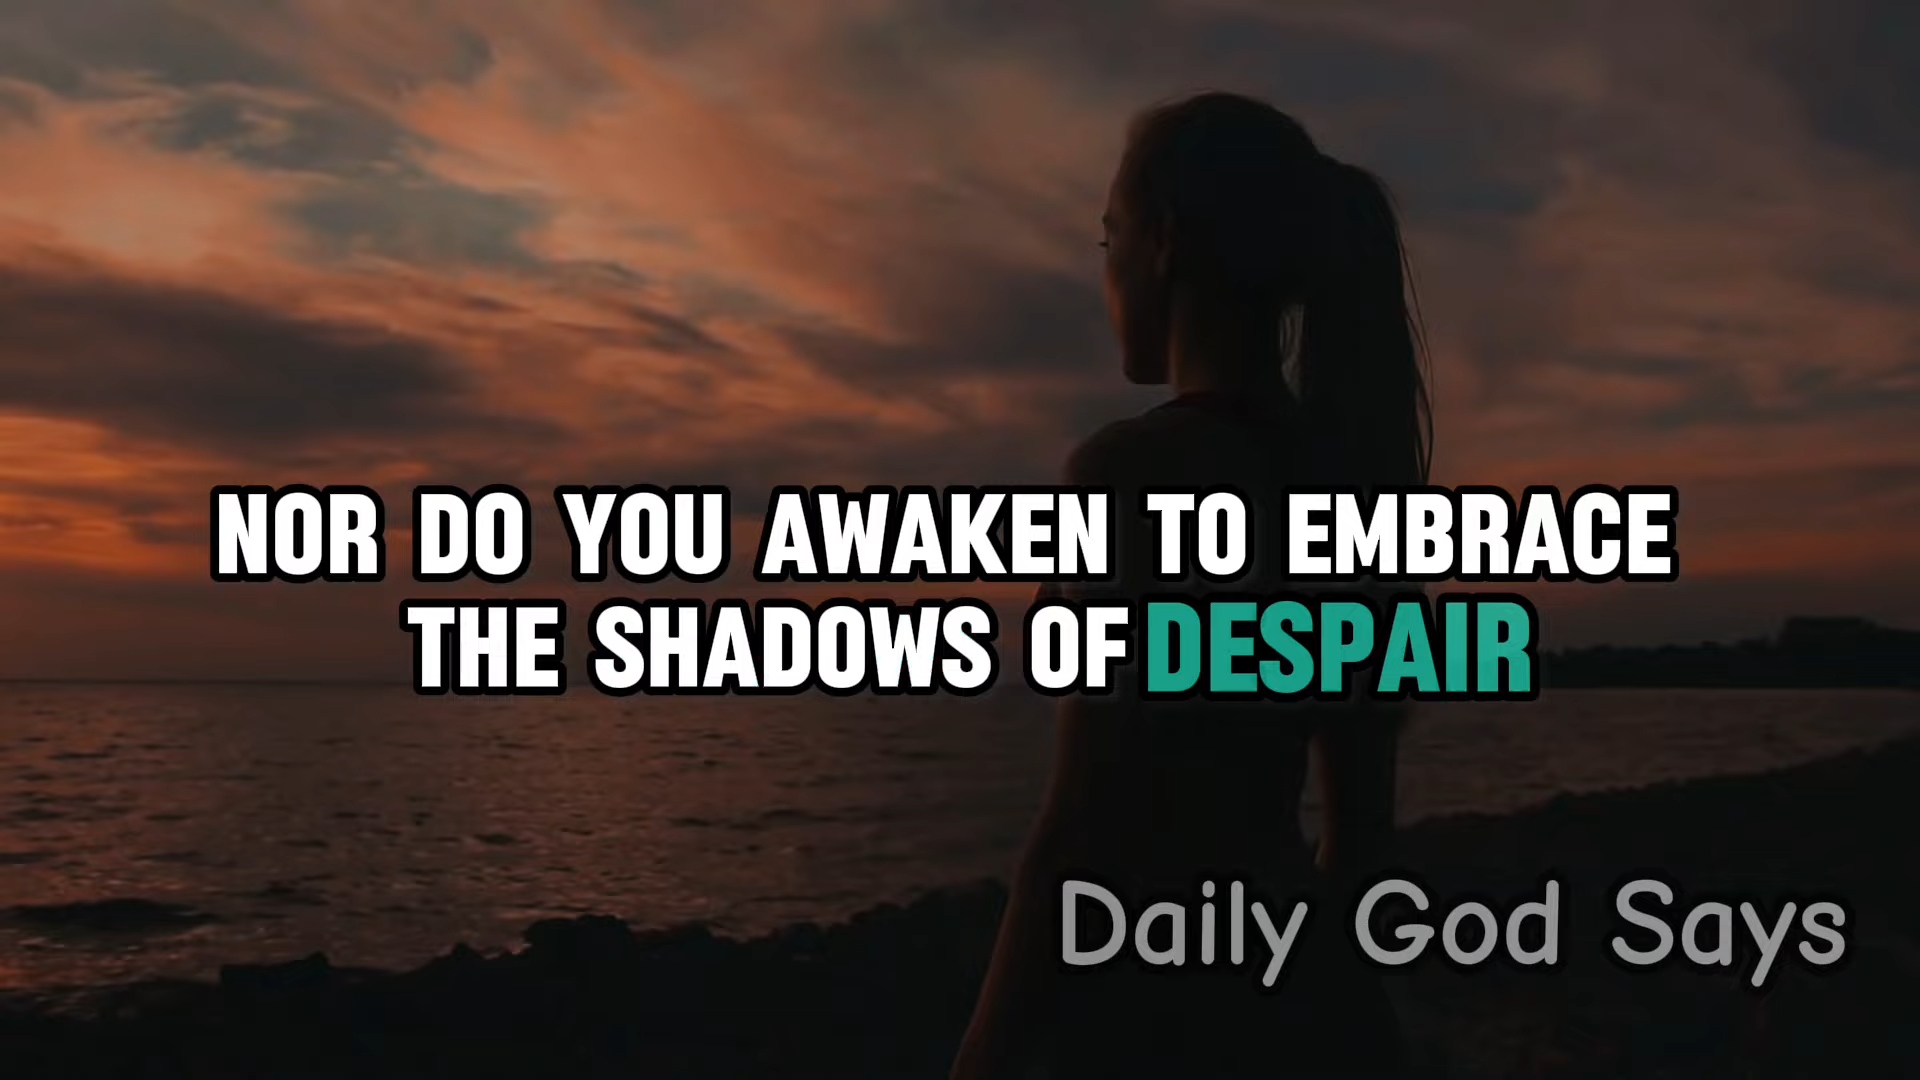 NOR DO YOU AWAKEN TO EMBRACE
THE SHADOWS OF DESPAIR
Daily God Says